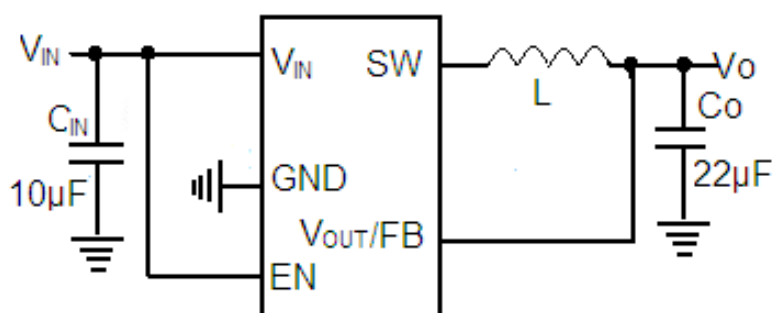 VIN
VIN
SW
Vo
CIN
L
Co
10µF
GND
22µF
VOUT/FB
EN